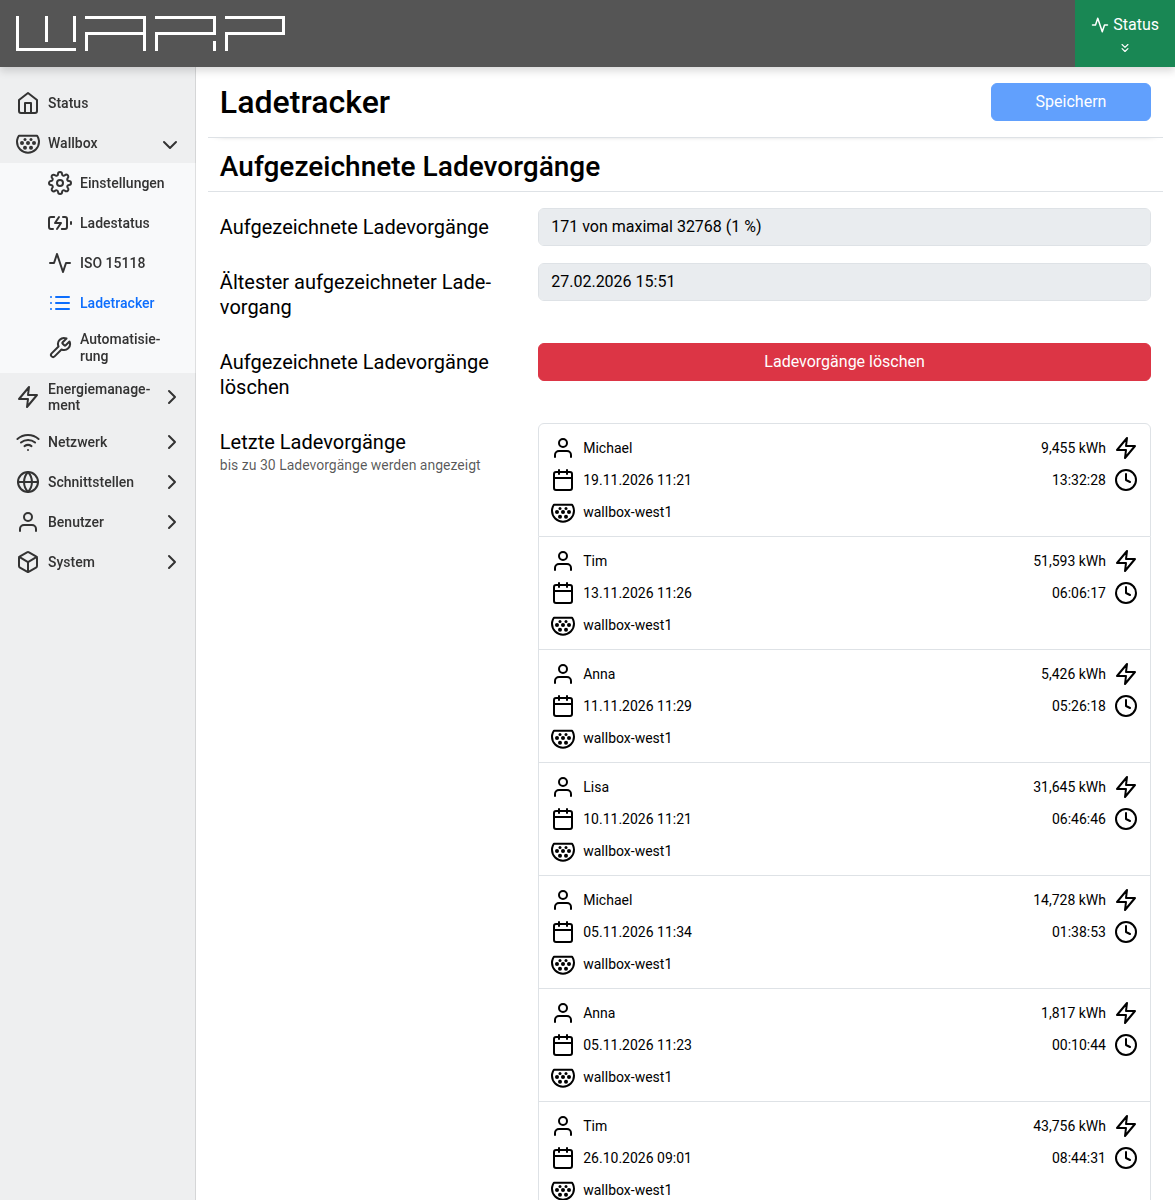 WARP
Status
Status
Wallbox
Einstellungen
Ladestatus
ISO 15118
Ladetracker
Automatisie-
rung
Energiemanage-
ment
Netzwerk
Schnittstellen
Benutzer
System
Ladetracker
Speichern
Aufgezeichnete Ladevorgänge
Aufgezeichnete Ladevorgänge
171 von maximal 32768 (1 %)
Ältester aufgezeichneter Lade-
vorgang
27.02.2026 15:51
Aufgezeichnete Ladevorgänge
löschen
Ladevorgänge löschen
Letzte Ladevorgänge
bis zu 30 Ladevorgänge werden angezeigt
Michael 9,455 kWh
19.11.2026 11:21 13:32:28
wallbox-west1
Tim 51,593 kWh
13.11.2026 11:26 06:06:17
wallbox-west1
Anna 5,426 kWh
11.11.2026 11:29 05:26:18
wallbox-west1
Lisa 31,645 kWh
10.11.2026 11:21 06:46:46
wallbox-west1
Michael 14,728 kWh
05.11.2026 11:34 01:38:53
wallbox-west1
Anna 1,817 kWh
05.11.2026 11:23 00:10:44
wallbox-west1
Tim 43,756 kWh
26.10.2026 09:01 08:44:31
wallbox-west1